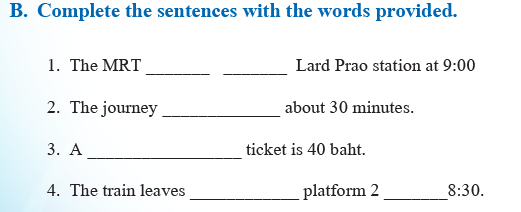 B. Complete the sentences with the words provided.
1. The MRT _______ _______ Lard Prao station at 9:00
2. The journey _____________ about 30 minutes.
3. A _________________ ticket is 40 baht.
4. The train leaves ____________ platform 2 _______8:30.